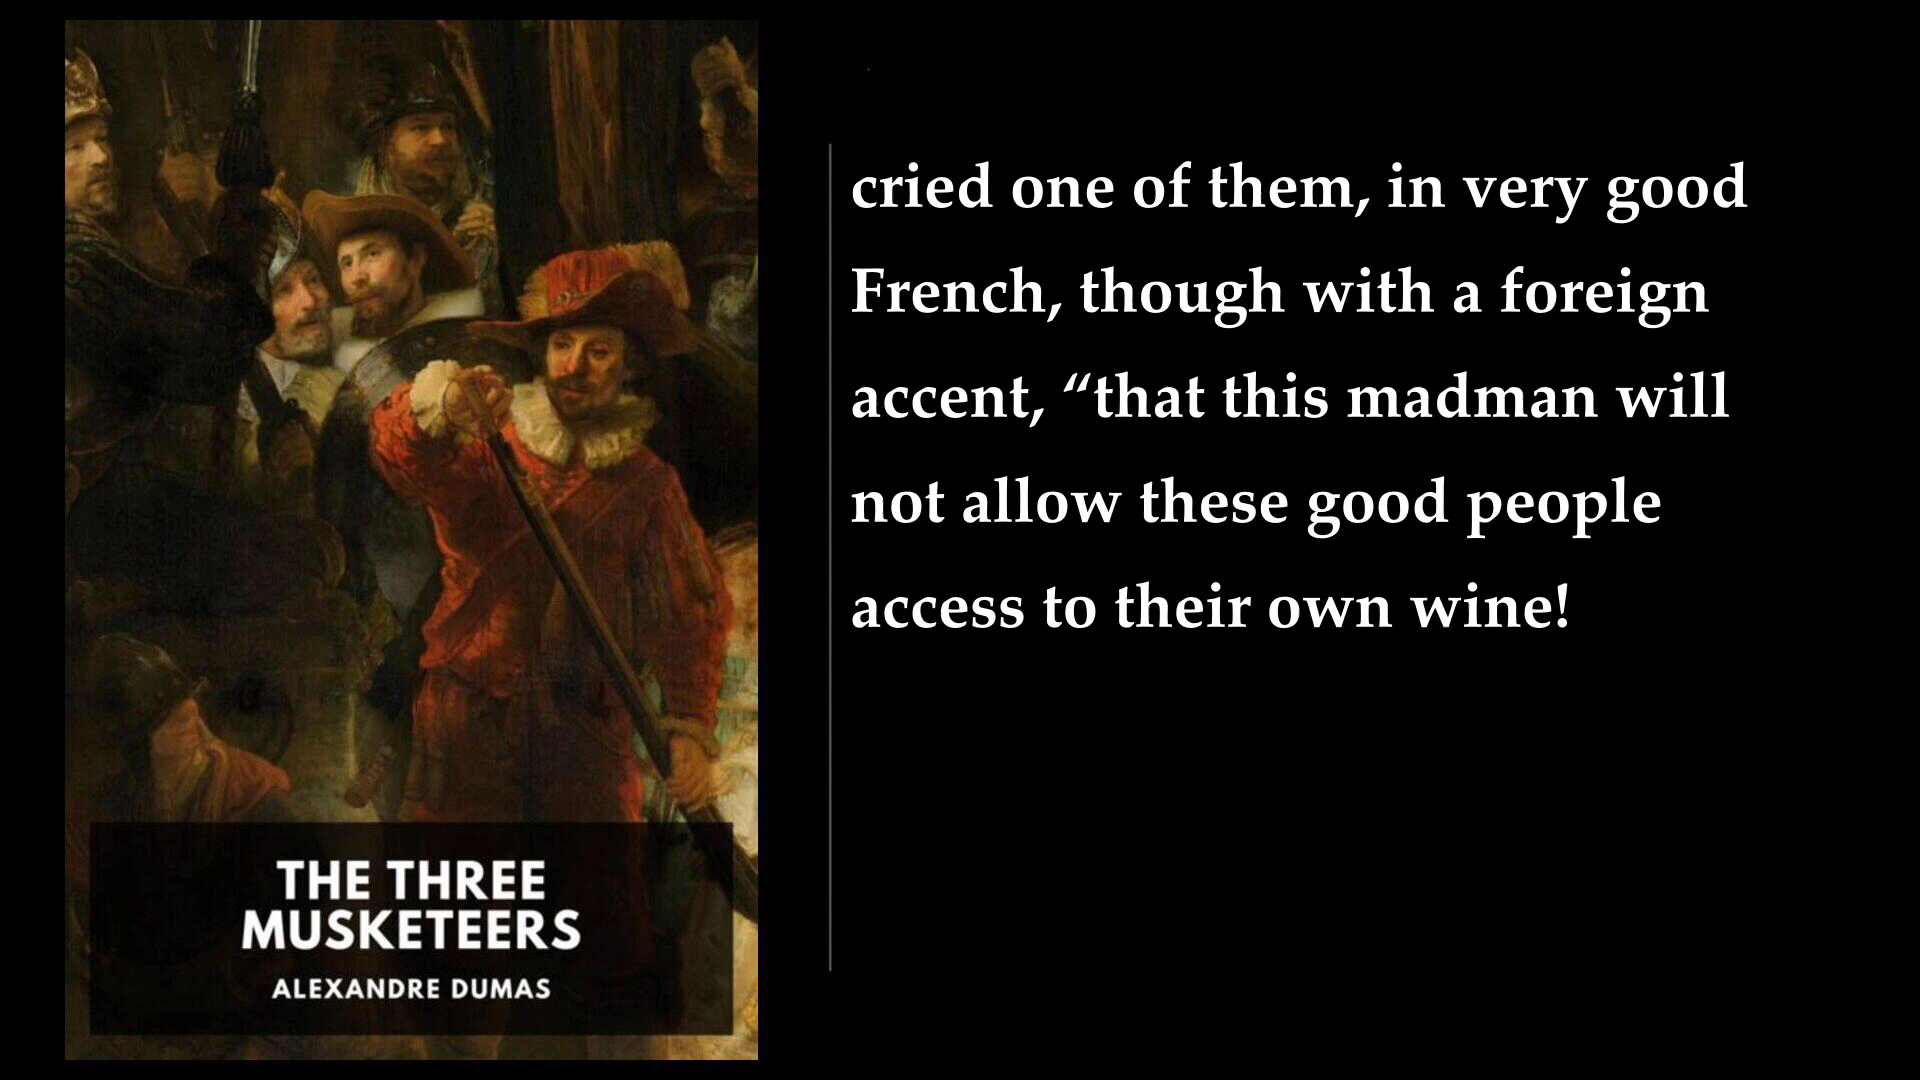 cried one of them, in very good
French, though with a foreign
accent, “that this madman will
not allow these good people
access to their own wine!
THE THREE
MUSKETEERS
ALEXANDRE DUMAS